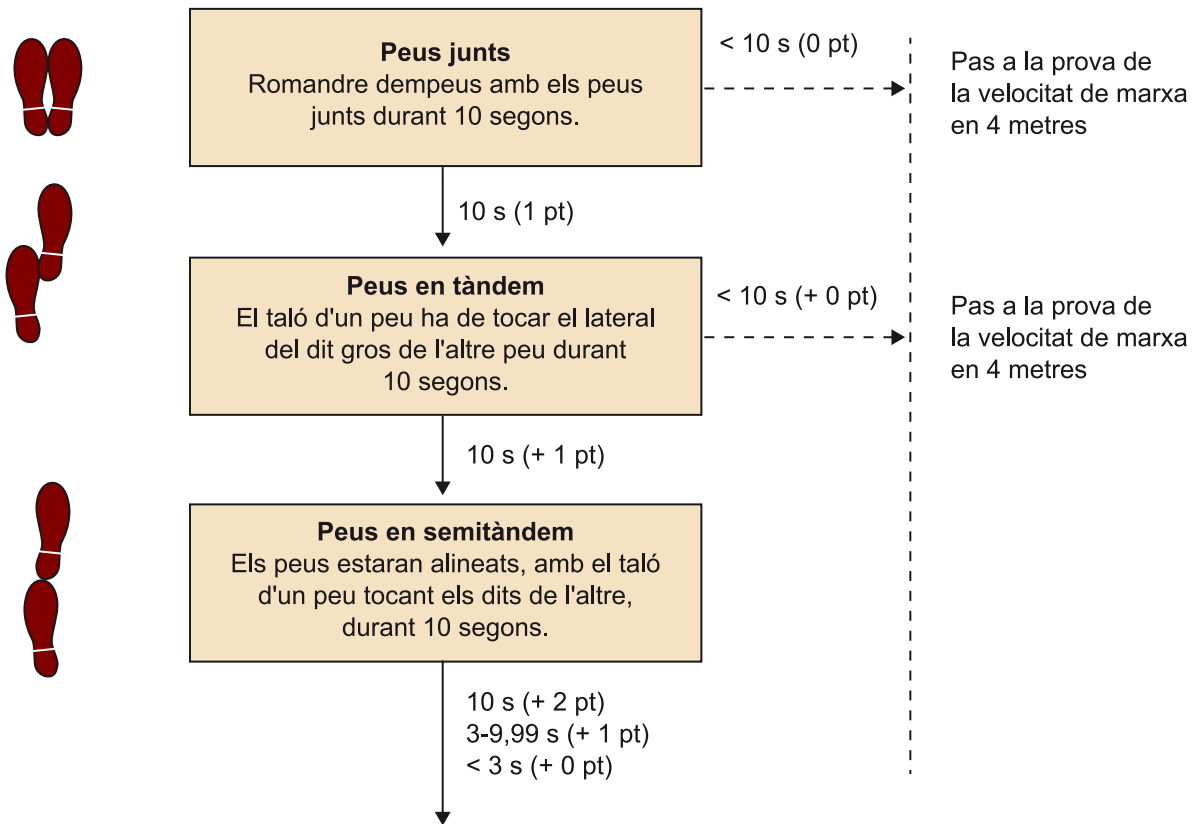 Peus junts
Romandre dempeus amb els peus
junts durant 10 segons.
< 10 s (0 pt)
Pas a la prova de
la velocitat de marxa
en 4 metres
10 s (1 pt)
Peus en tàndem
El taló d'un peu ha de tocar el lateral
del dit gros de l'altre peu durant
10 segons.
< 10 s (+ 0 pt)
Pas a la prova de
la velocitat de marxa
en 4 metres
10 s (+ 1 pt)
Peus en semitàndem
Els peus estaran alineats, amb el taló
d'un peu tocant els dits de l'altre,
durant 10 segons.
10 s (+ 2 pt)
3-9,99 s (+ 1 pt)
< 3 s (+ 0 pt)